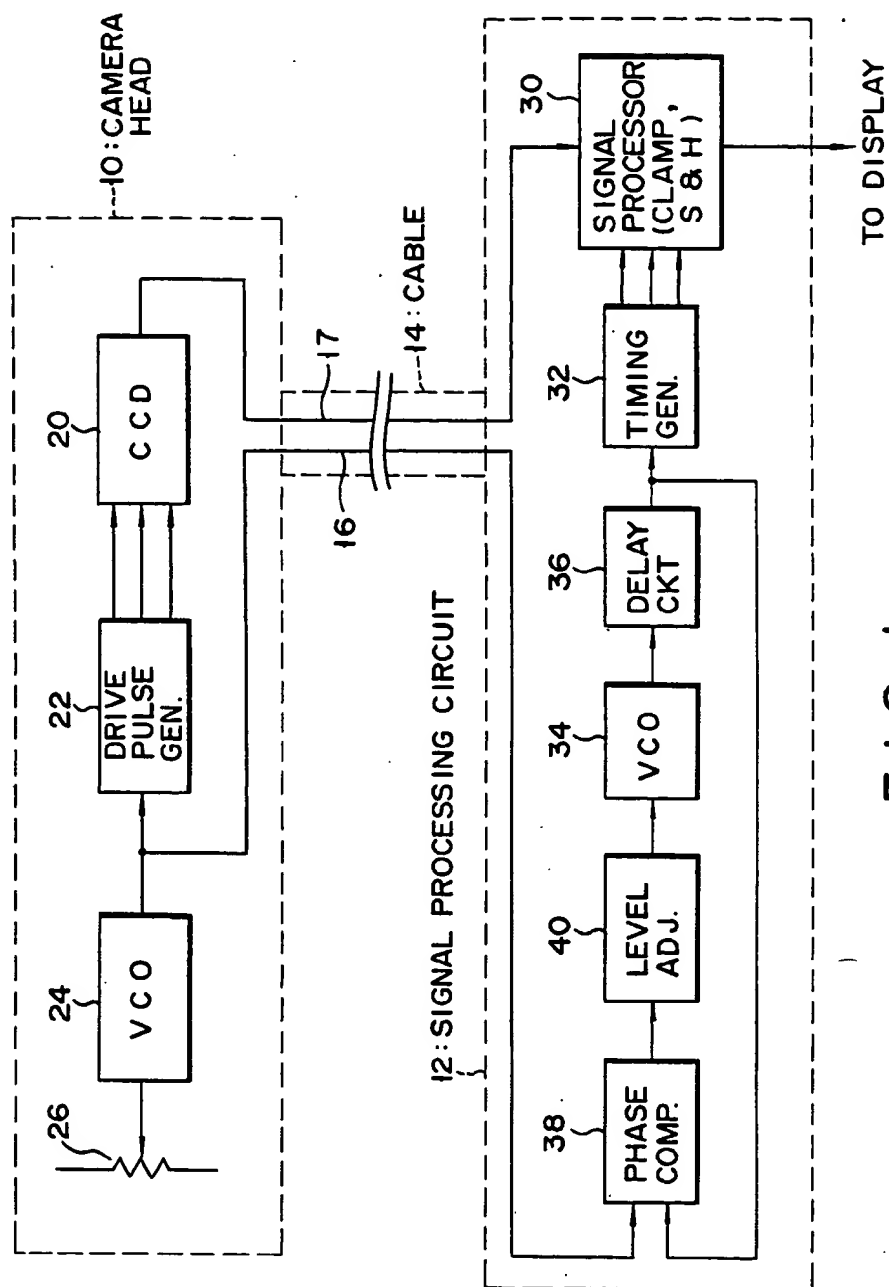 10: CAMERA
HEAD
20
CCD
22
DRIVE
PULSE
GEN.
24
VCO
26
17
14: CABLE
16
12: SIGNAL PROCESSING CIRCUIT
30
SIGNAL
PROCESSOR
(CLAMP,
S & H)
32
TIMING
GEN.
36
DELAY
CKT
34
VCO
40
LEVEL
ADJ.
38
PHASE
COMP.
TO DISPLAY